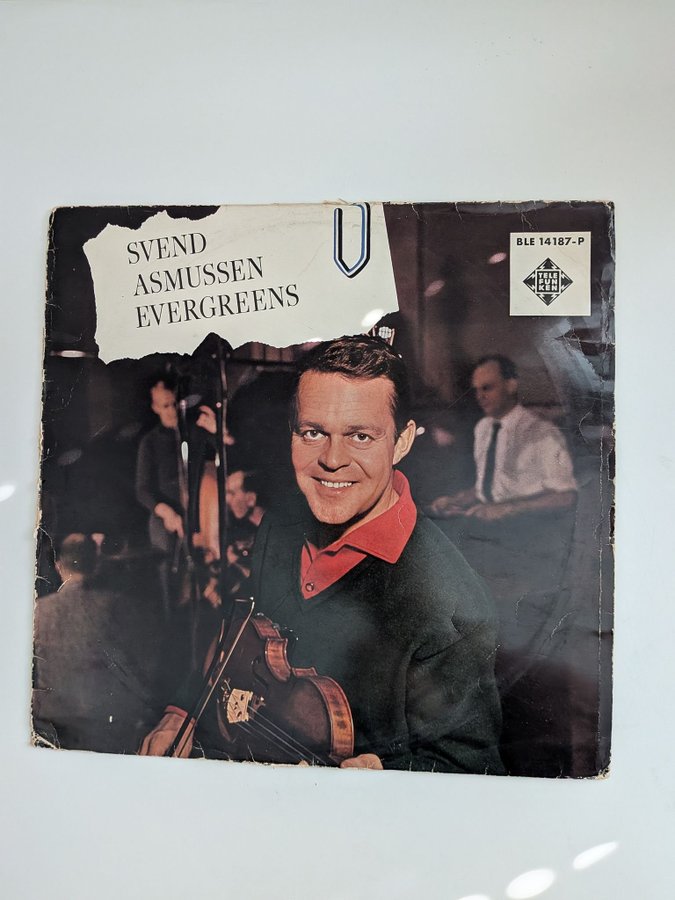 SVEND
ASMUSSEN
EVERGREENS
BLE 14187-P
TELE
FUN
KEN